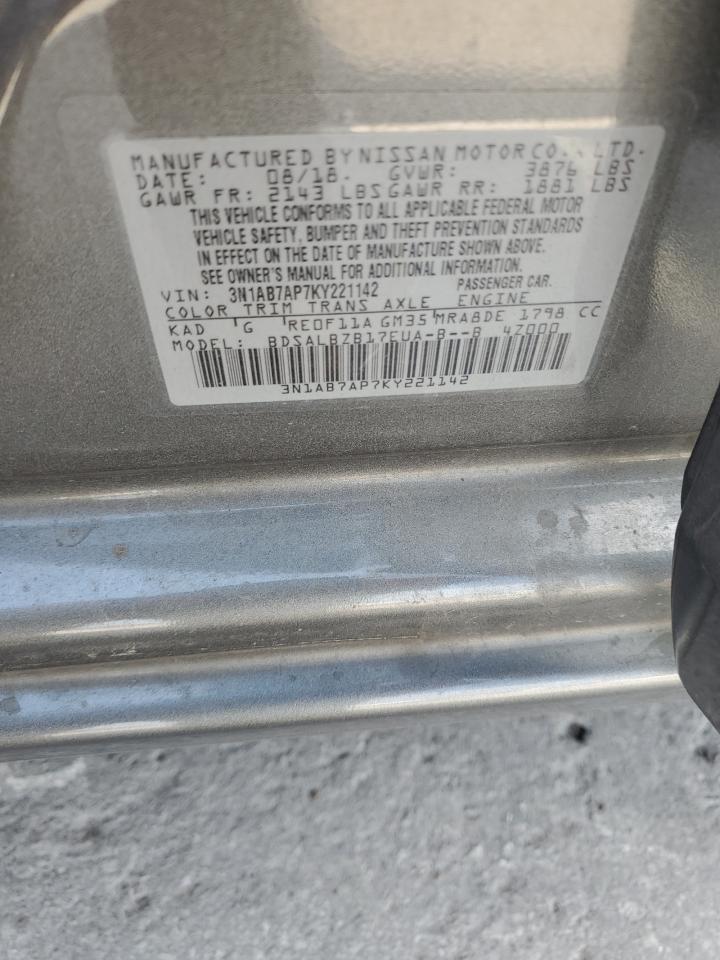 MANUFACTURED BY NISSAN MOTOR CO., LTD.
DATE: 08/18. GVWR: 3876 LBS
GAWR FR: 2143 LBS GAWR RR: 1881 LBS
THIS VEHICLE CONFORMS TO ALL APPLICABLE FEDERAL MOTOR
VEHICLE SAFETY, BUMPER AND THEFT PREVENTION STANDARDS
IN EFFECT ON THE DATE OF MANUFACTURE SHOWN ABOVE.
SEE OWNER'S MANUAL FOR ADDITIONAL INFORMATION.
VIN: 3N1AB7AP7KY221142 PASSENGER CAR.
COLOR TRIM TRANS AXLE ENGINE
KAD G RE0F11A GM35 MRA8DE 1798 CC
MODEL: BDSALBZB17EUA-B--B 4Z000
3N1AB7AP7KY221142